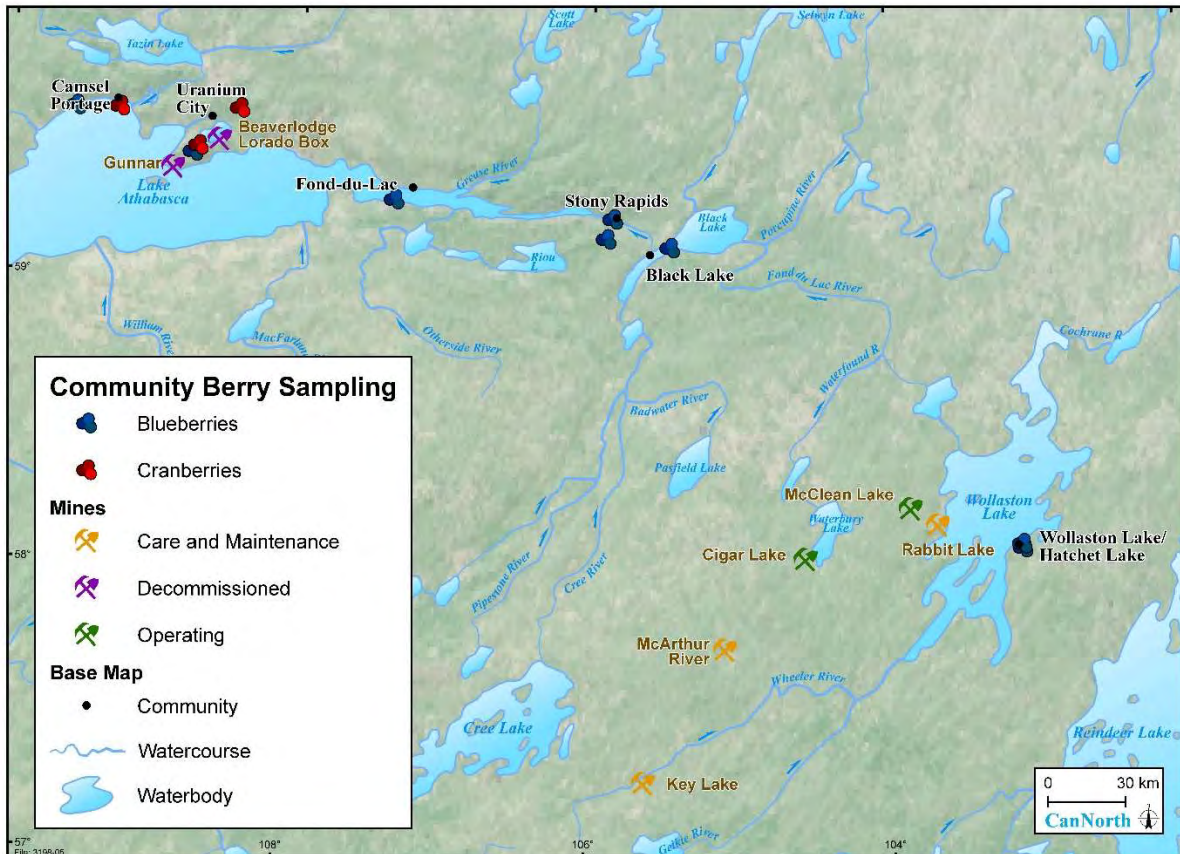 Scott
Lake
Selwyn Lake
Tazin Lake
Camsel
Portage
Uranium
City
Beaverlodge
Lorado Box
Gunnar
Lake
Athabasca
Fond-du-Lac
Grease River
Stony Rapids
Black
Lake
Porcupine River
Riou
L
Black Lake
59°
Fond du Lac River
William River
MacFarlane
Otherside River
Cochrane R
Waterfound R
Badwater River
Pasfield Lake
McClean Lake
Wollaston
Lake
Waterbury
Lake
Rabbit Lake
Wollaston Lake/
Hatchet Lake
58°
Cigar Lake
Pipestone River
Cree River
McArthur
River
Wheeler River
Cree Lake
Reindeer Lake
Key Lake
Geikie River
Community Berry Sampling
Blueberries
Cranberries
Mines
Care and Maintenance
Decommissioned
Operating
Base Map
Community
Watercourse
Waterbody
0 30 km
CanNorth
57°
108°
106°
104°
File: 3198-05